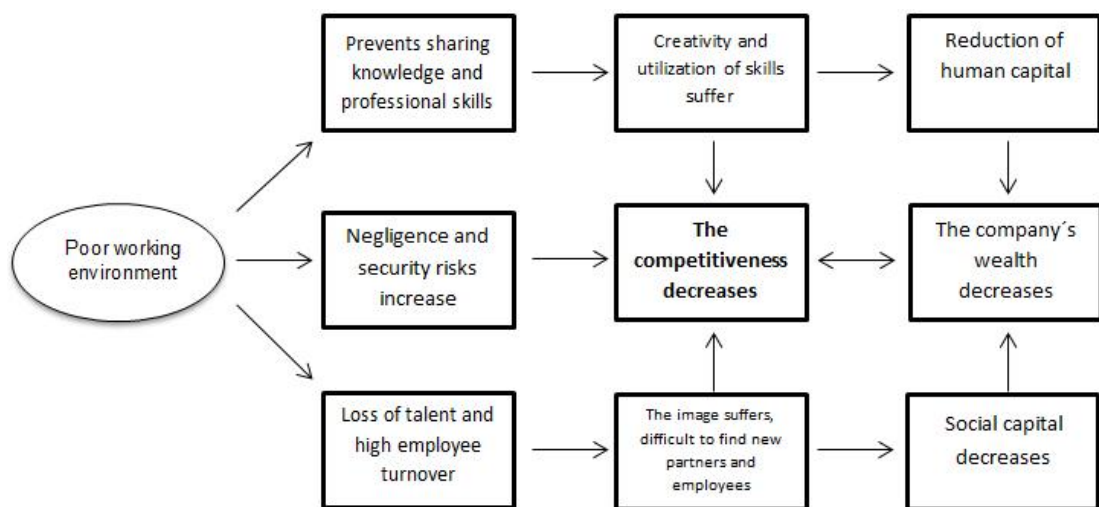 Poor working
environment
Prevents sharing
knowledge and
professional skills
Creativity and
utilization of skills
suffer
Reduction of
human capital
Negligence and
security risks
increase
The
competitiveness
decreases
The company´s
wealth
decreases
Loss of talent and
high employee
turnover
The image suffers,
difficult to find new
partners and
employees
Social capital
decreases